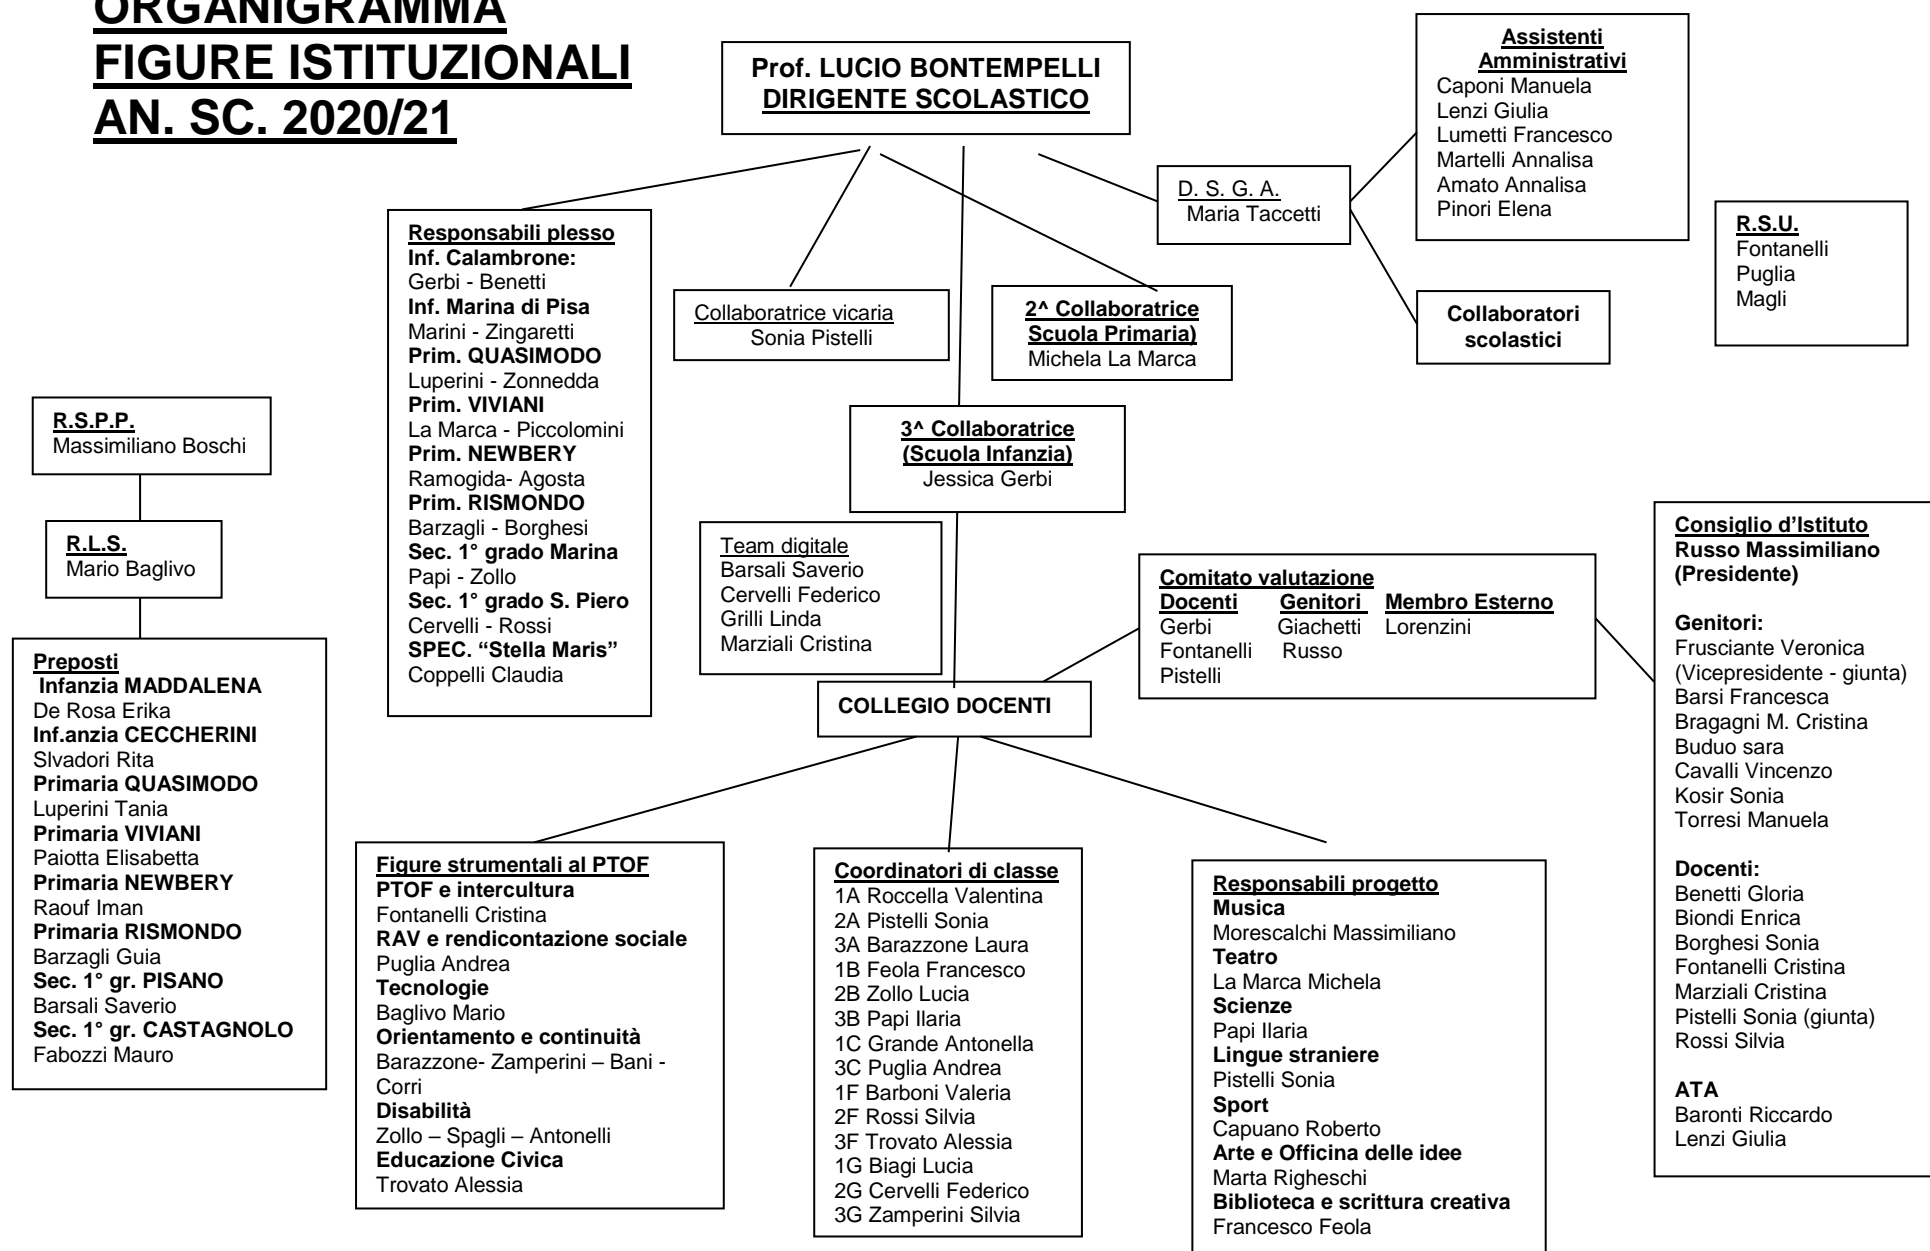 ORGANIGRAMMA
FIGURE ISTITUZIONALI
AN. SC. 2020/21
Prof. LUCIO BONTEMPELLI
DIRIGENTE SCOLASTICO
Assistenti
Amministrativi
Caponi Manuela
Lenzi Giulia
Lumetti Francesco
Martelli Annalisa
Amato Annalisa
Pinori Elena
D. S. G. A.
Maria Taccetti
R.S.U.
Fontanelli
Puglia
Magli
Collaboratori
scolastici
Responsabili plesso
Inf. Calambrone:
Gerbi - Benetti
Inf. Marina di Pisa
Marini - Zingaretti
Prim. QUASIMODO
Luperini - Zonnedda
Prim. VIVIANI
La Marca - Piccolomini
Prim. NEWBERY
Ramogida- Agosta
Prim. RISMONDO
Barzagli - Borghesi
Sec. 1° grado Marina
Papi - Zollo
Sec. 1° grado S. Piero
Cervelli - Rossi
SPEC. “Stella Maris”
Coppelli Claudia
Collaboratrice vicaria
Sonia Pistelli
2^ Collaboratrice
Scuola Primaria)
Michela La Marca
3^ Collaboratrice
(Scuola Infanzia)
Jessica Gerbi
R.S.P.P.
Massimiliano Boschi
R.L.S.
Mario Baglivo
Preposti
Infanzia MADDALENA
De Rosa Erika
Inf.anzia CECCHERINI
Slvadori Rita
Primaria QUASIMODO
Luperini Tania
Primaria VIVIANI
Paiotta Elisabetta
Primaria NEWBERY
Raouf Iman
Primaria RISMONDO
Barzagli Guia
Sec. 1° gr. PISANO
Barsali Saverio
Sec. 1° gr. CASTAGNOLO
Fabozzi Mauro
Team digitale
Barsali Saverio
Cervelli Federico
Grilli Linda
Marziali Cristina
Comitato valutazione
Docenti Genitori Membro Esterno
Gerbi Giachetti Lorenzini
Fontanelli Russo
Pistelli
COLLEGIO DOCENTI
Consiglio d’Istituto
Russo Massimiliano
(Presidente)
Genitori:
Frusciante Veronica
(Vicepresidente - giunta)
Barsi Francesca
Bragagni M. Cristina
Buduo sara
Cavalli Vincenzo
Kosir Sonia
Torresi Manuela
Docenti:
Benetti Gloria
Biondi Enrica
Borghesi Sonia
Fontanelli Cristina
Marziali Cristina
Pistelli Sonia (giunta)
Rossi Silvia
ATA
Baronti Riccardo
Lenzi Giulia
Figure strumentali al PTOF
PTOF e intercultura
Fontanelli Cristina
RAV e rendicontazione sociale
Puglia Andrea
Tecnologie
Baglivo Mario
Orientamento e continuità
Barazzone- Zamperini – Bani -
Corri
Disabilità
Zollo – Spagli – Antonelli
Educazione Civica
Trovato Alessia
Coordinatori di classe
1A Roccella Valentina
2A Pistelli Sonia
3A Barazzone Laura
1B Feola Francesco
2B Zollo Lucia
3B Papi Ilaria
1C Grande Antonella
3C Puglia Andrea
1F Barboni Valeria
2F Rossi Silvia
3F Trovato Alessia
1G Biagi Lucia
2G Cervelli Federico
3G Zamperini Silvia
Responsabili progetto
Musica
Morescalchi Massimiliano
Teatro
La Marca Michela
Scienze
Papi Ilaria
Lingue straniere
Pistelli Sonia
Sport
Capuano Roberto
Arte e Officina delle idee
Marta Righeschi
Biblioteca e scrittura creativa
Francesco Feola